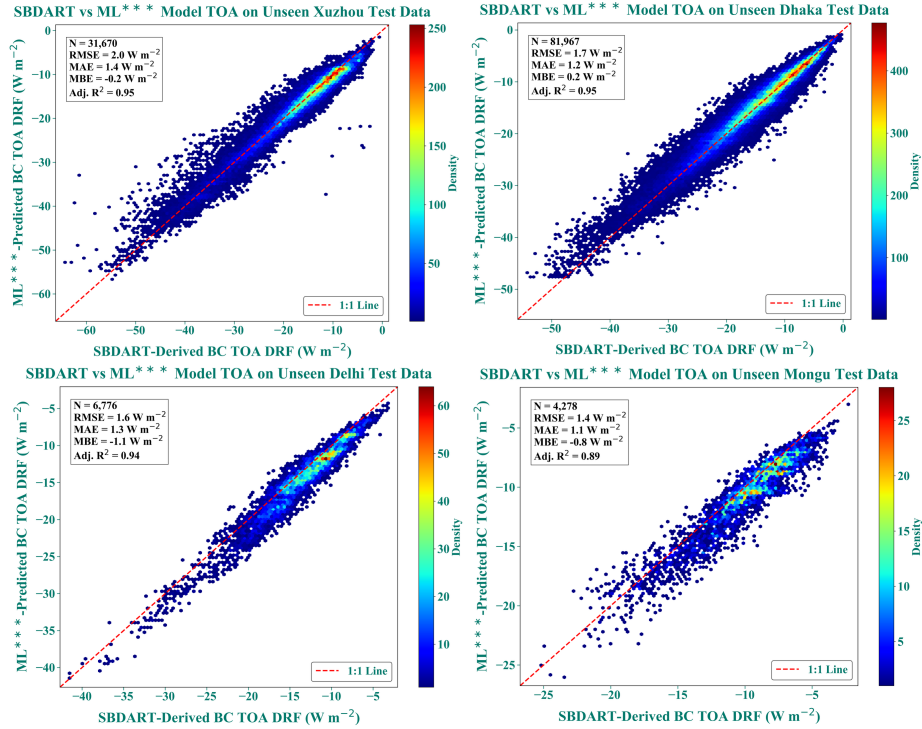 SBDART vs ML*** Model TOA on Unseen Xuzhou Test Data
N = 31,670
RMSE = 2.0 W m⁻²
MAE = 1.4 W m⁻²
MBE = -0.2 W m⁻²
Adj. R² = 0.95
ML***-Predicted BC TOA DRF (W m⁻²)
0
−10
−20
−30
−40
−50
−60
−60 −50 −40 −30 −20 −10 0
SBDART-Derived BC TOA DRF (W m⁻²)
1:1 Line
250
200
150
100
50
Density
SBDART vs ML*** Model TOA on Unseen Dhaka Test Data
N = 81,967
RMSE = 1.7 W m⁻²
MAE = 1.2 W m⁻²
MBE = 0.2 W m⁻²
Adj. R² = 0.95
ML***-Predicted BC TOA DRF (W m⁻²)
0
−10
−20
−30
−40
−50
−50 −40 −30 −20 −10 0
SBDART-Derived BC TOA DRF (W m⁻²)
1:1 Line
400
300
200
100
Density
SBDART vs ML*** Model TOA on Unseen Delhi Test Data
N = 6,776
RMSE = 1.6 W m⁻²
MAE = 1.3 W m⁻²
MBE = -1.1 W m⁻²
Adj. R² = 0.94
ML***-Predicted BC TOA DRF (W m⁻²)
−5
−10
−15
−20
−25
−30
−35
−40
−40 −35 −30 −25 −20 −15 −10 −5
SBDART-Derived BC TOA DRF (W m⁻²)
1:1 Line
60
50
40
30
20
10
Density
SBDART vs ML*** Model TOA on Unseen Mongu Test Data
N = 4,278
RMSE = 1.4 W m⁻²
MAE = 1.1 W m⁻²
MBE = -0.8 W m⁻²
Adj. R² = 0.89
ML***-Predicted BC TOA DRF (W m⁻²)
−5
−10
−15
−20
−25
−25 −20 −15 −10 −5
SBDART-Derived BC TOA DRF (W m⁻²)
1:1 Line
25
20
15
10
5
Density